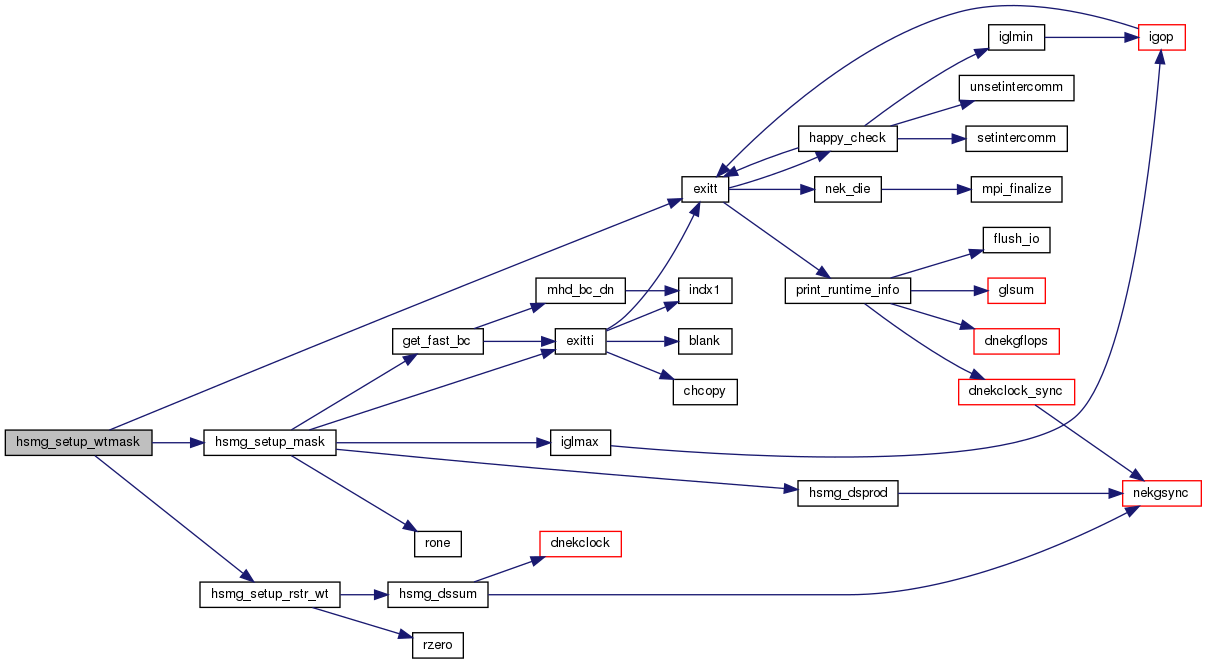 iglmin
igop
unsetintercomm
happy_check
setintercomm
exitt
nek_die
mpi_finalize
flush_io
mhd_bc_dn
indx1
print_runtime_info
glsum
get_fast_bc
exitti
blank
dnekgflops
chcopy
dnekclock_sync
hsmg_setup_wtmask
hsmg_setup_mask
iglmax
hsmg_dsprod
nekgsync
rone
dnekclock
hsmg_setup_rstr_wt
hsmg_dssum
rzero